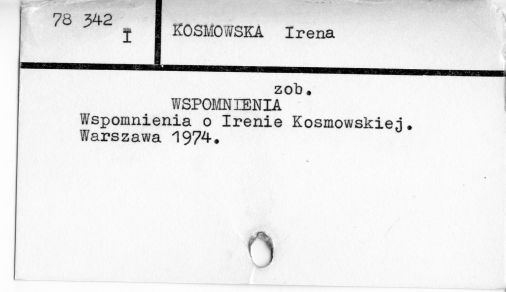 78 342
I
KOSMOWSKA Irena
zob.
WSPOMNIENIA
Wspomnienia o Irenie Kosmowskiej.
Warszawa 1974.